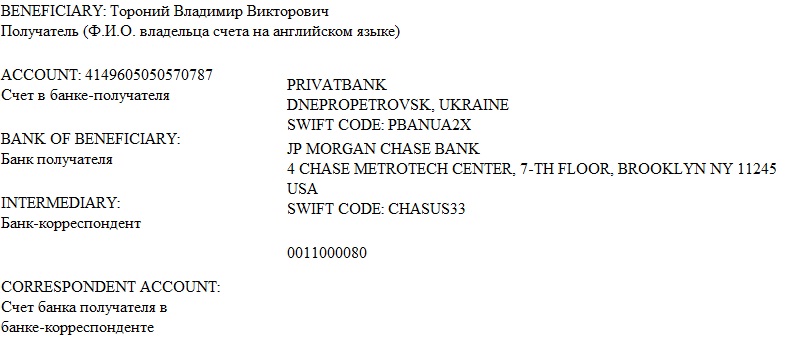 BENEFICIARY: Тороний Владимир Викторович
Получатель (Ф.И.О. владельца счета на английском языке)
ACCOUNT: 4149605050570787
Счет в банке-получателя
BANK OF BENEFICIARY:
Банк получателя
INTERMEDIARY:
Банк-корреспондент
CORRESPONDENT ACCOUNT:
Счет банка получателя в
банке-корреспонденте
PRIVATBANK
DNEPROPETROVSK, UKRAINE
SWIFT CODE: PBANUA2X
JP MORGAN CHASE BANK
4 CHASE METROTECH CENTER, 7-TH FLOOR, BROOKLYN NY 11245
USA
SWIFT CODE: CHASUS33
0011000080